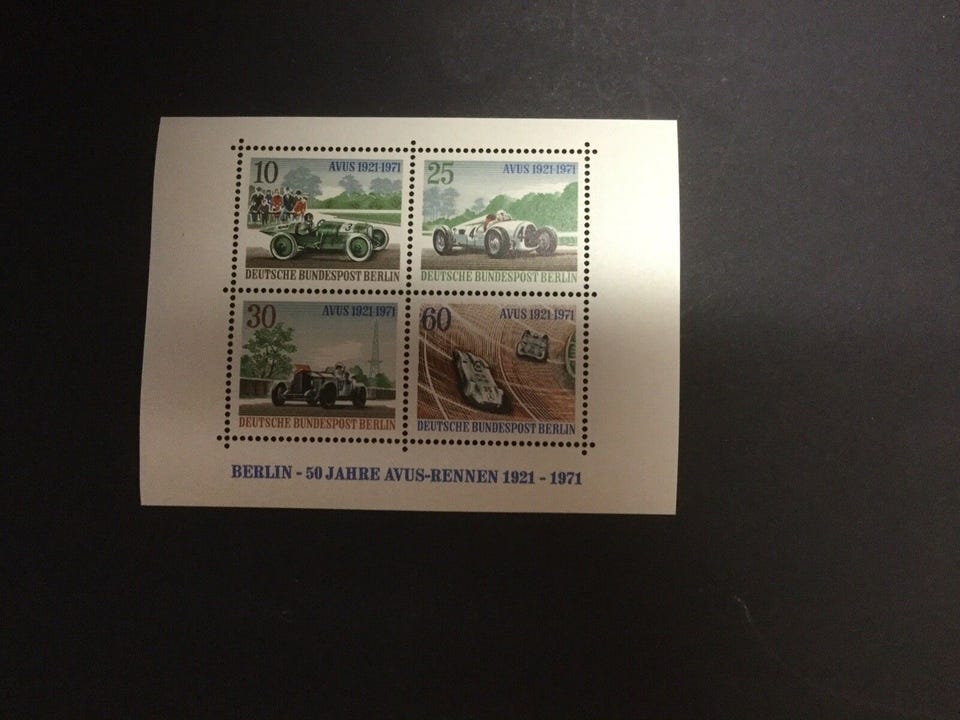 10
AVUS 1921-1971
DEUTSCHE BUNDESPOST BERLIN
25
AVUS 1921-1971
DEUTSCHE BUNDESPOST BERLIN
30
AVUS 1921-1971
DEUTSCHE BUNDESPOST BERLIN
60
AVUS 1921-1971
DEUTSCHE BUNDESPOST BERLIN
BERLIN - 50 JAHRE AVUS-RENNEN 1921 - 1971